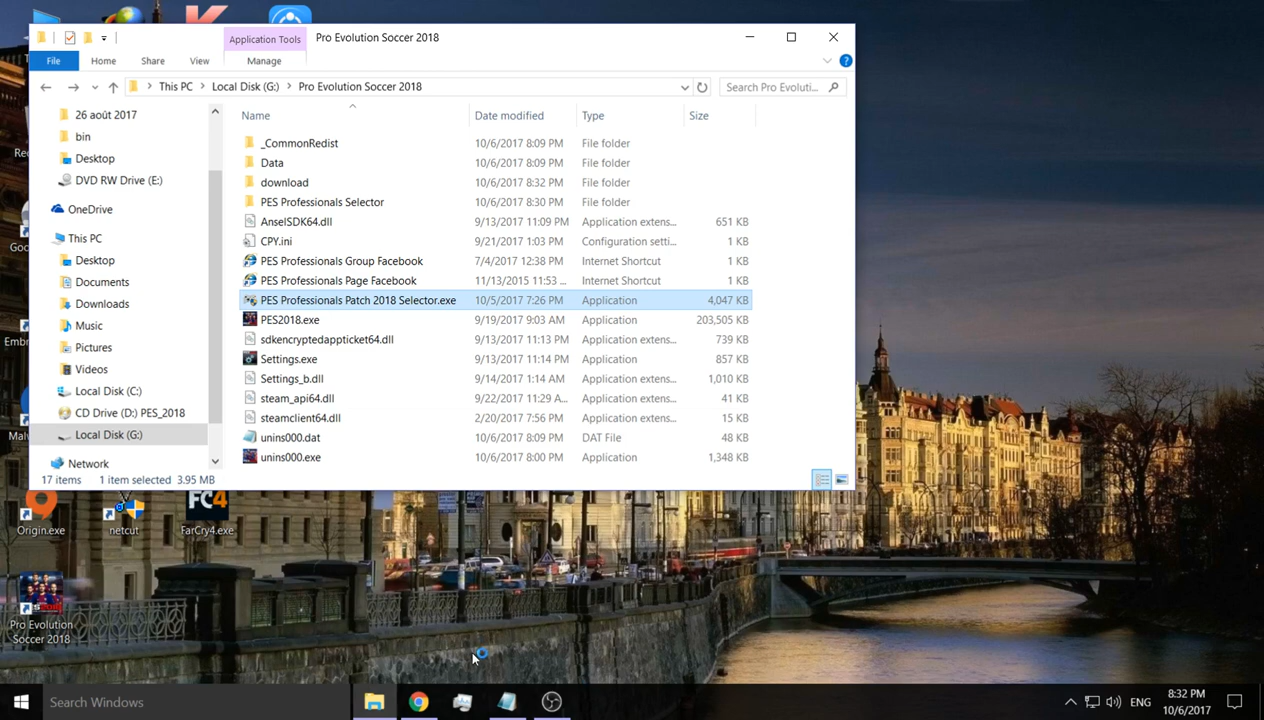 Application Tools
Pro Evolution Soccer 2018
File
Home
Share
View
Manage
This PC
Local Disk (G:)
Pro Evolution Soccer 2018
Search Pro Evoluti...
26 août 2017
bin
Desktop
DVD RW Drive (E:)
OneDrive
This PC
Desktop
Documents
Downloads
Music
Pictures
Videos
Local Disk (C:)
CD Drive (D:) PES_2018
Local Disk (G:)
Network
Name Date modified Type Size
_CommonRedist 10/6/2017 8:09 PM File folder
Data 10/6/2017 8:09 PM File folder
download 10/6/2017 8:32 PM File folder
PES Professionals Selector 10/6/2017 8:30 PM File folder
AnselSDK64.dll 9/13/2017 11:09 PM Application extens... 651 KB
CPY.ini 9/21/2017 1:03 PM Configuration setti... 1 KB
PES Professionals Group Facebook 7/4/2017 12:38 PM Internet Shortcut 1 KB
PES Professionals Page Facebook 11/13/2015 11:53 ... Internet Shortcut 1 KB
PES Professionals Patch 2018 Selector.exe 10/5/2017 7:26 PM Application 4,047 KB
PES2018.exe 9/19/2017 9:03 AM Application 203,505 KB
sdkencryptedappticket64.dll 9/13/2017 11:13 PM Application extens... 739 KB
Settings.exe 9/13/2017 11:14 PM Application 857 KB
Settings_b.dll 9/14/2017 1:14 AM Application extens... 1,010 KB
steam_api64.dll 9/22/2017 11:29 A... Application extens... 41 KB
steamclient64.dll 2/20/2017 7:56 PM Application extens... 15 KB
unins000.dat 10/6/2017 8:09 PM DAT File 48 KB
unins000.exe 10/6/2017 8:00 PM Application 1,348 KB
17 items 1 item selected 3.95 MB
Origin.exe
netcut
FC4
FarCry4.exe
Pro Evolution
Soccer 2018
Search Windows
ENG
8:32 PM
10/6/2017